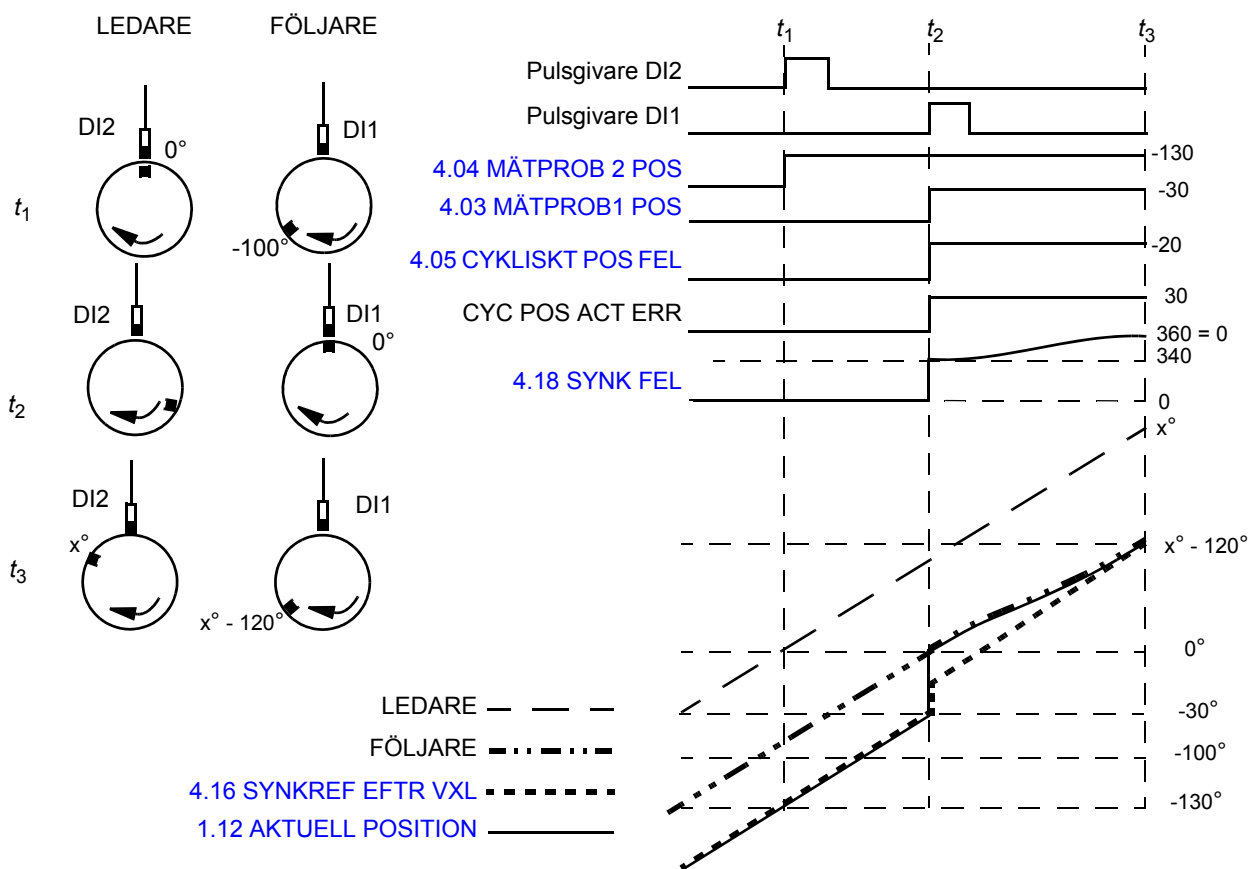 LEDARE FÖLJARE
t1
DI2
0°
DI1
-100°
t2
DI2
DI1
0°
t3
DI2
x°
DI1
x° - 120°
t1 t2 t3
Pulsgivare DI2
Pulsgivare DI1
4.04 MÄTPROB 2 POS -130
4.03 MÄTPROB1 POS -30
4.05 CYKLISKT POS FEL -20
CYC POS ACT ERR 30
360 = 0
340
4.18 SYNK FEL 0
x°
x° - 120°
0°
-30°
-100°
-130°
LEDARE
FÖLJARE
4.16 SYNKREF EFTR VXL
1.12 AKTUELL POSITION